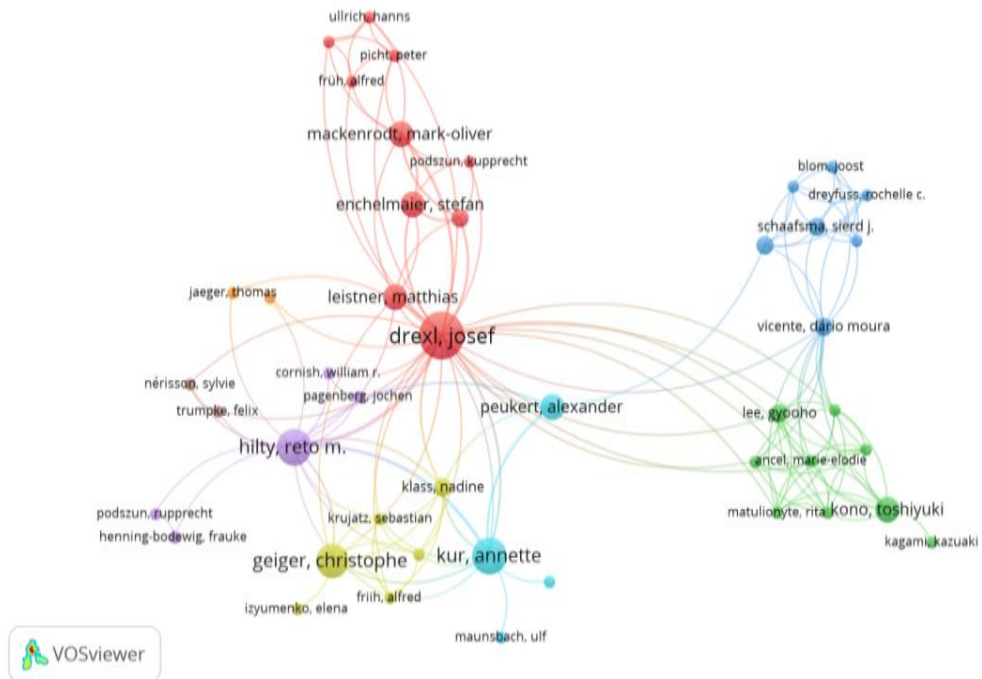 ullrich, hanns
picht, peter
früh, alfred
mackenrodt, mark-oliver
podszun, kupprecht
enchelmaier, stefan
blom, joost
dreyfuss, rochelle c.
schaafsma, sierd j.
jaeger, thomas
leistner, matthias
drexl, josef
vicente, dário moura
cornish, william r.
nérisson, sylvie
pagenberg, jochen
trumpke, felix
peukert, alexander
lee, gyooho
hilty, reto m.
ancel, marie-elodie
klass, nadine
podszun, rupprecht
krujatz, sebastian
matulionyte, rita
kono, toshiyuki
henning-bodewig, frauke
kagami, kazuaki
geiger, christophe
kur, annette
friih, alfred
izyumenko, elena
maunsbach, ulf
VOSviewer